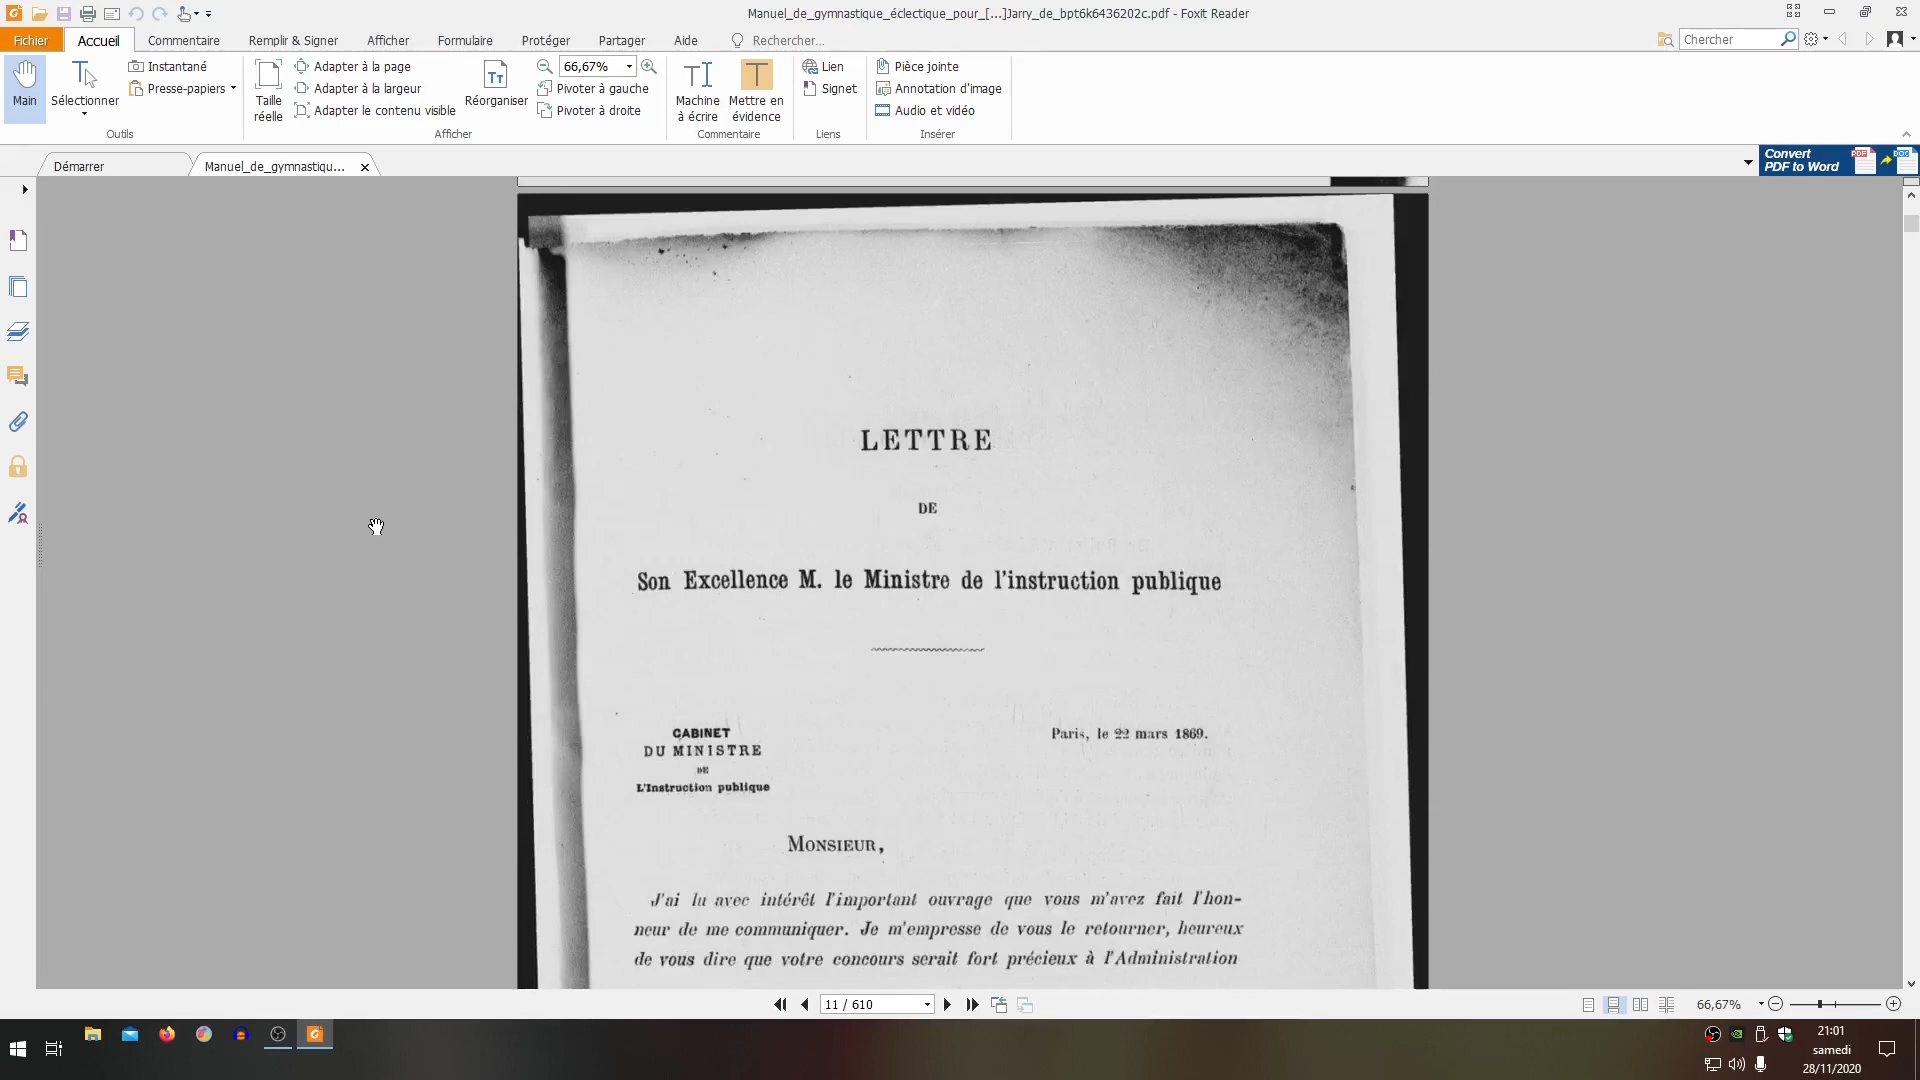 Manuel_de_gymnastique_éclectique_pour_[...]Jarry_de_bpt6k6436202c.pdf - Foxit Reader
Fichier
Accueil
Commentaire
Remplir & Signer
Afficher
Formulaire
Protéger
Partager
Aide
Rechercher...
Chercher
Main
Sélectionner
Instantané
Presse-papiers
Outils
Taille
réelle
Adapter à la page
Adapter à la largeur
Adapter le contenu visible
Réorganiser
66,67%
Pivoter à gauche
Pivoter à droite
Afficher
Machine
à écrire
Mettre en
évidence
Commentaire
Lien
Signet
Liens
Pièce jointe
Annotation d'image
Audio et vidéo
Insérer
Démarrer
Manuel_de_gymnastiqu...
Convert
PDF to Word
PDF
DOC
LETTRE
DE
Son Excellence M. le Ministre de l'instruction publique
CABINET
DU MINISTRE
DE
L'Instruction publique
Paris, le 22 mars 1869.
MONSIEUR,
J'ai lu avec intérêt l'important ouvrage que vous m'avez fait l'hon-
neur de me communiquer. Je m'empresse de vous le retourner, heureux
de vous dire que votre concours serait fort précieux à l'Administration
11 / 610
66,67%
21:01
samedi
28/11/2020